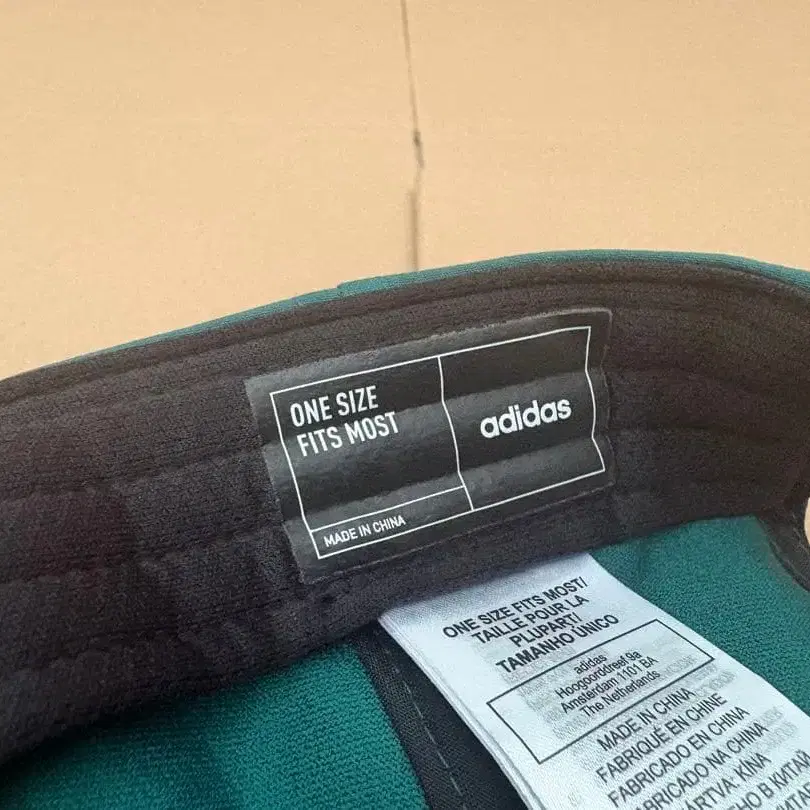 ONE SIZE
FITS MOST
adidas
MADE IN CHINA
ONE SIZE FITS MOST/
TAILLE POUR LA
PLUPART/
TAMANHO ÚNICO
adidas
Hoogoorddreef 9a
Amsterdam 1101 BA
The Netherlands
MADE IN CHINA
FABRIQUÉ EN CHINE
FABRICADO EN CHINA
FABRICADO NA CHINA
KINA